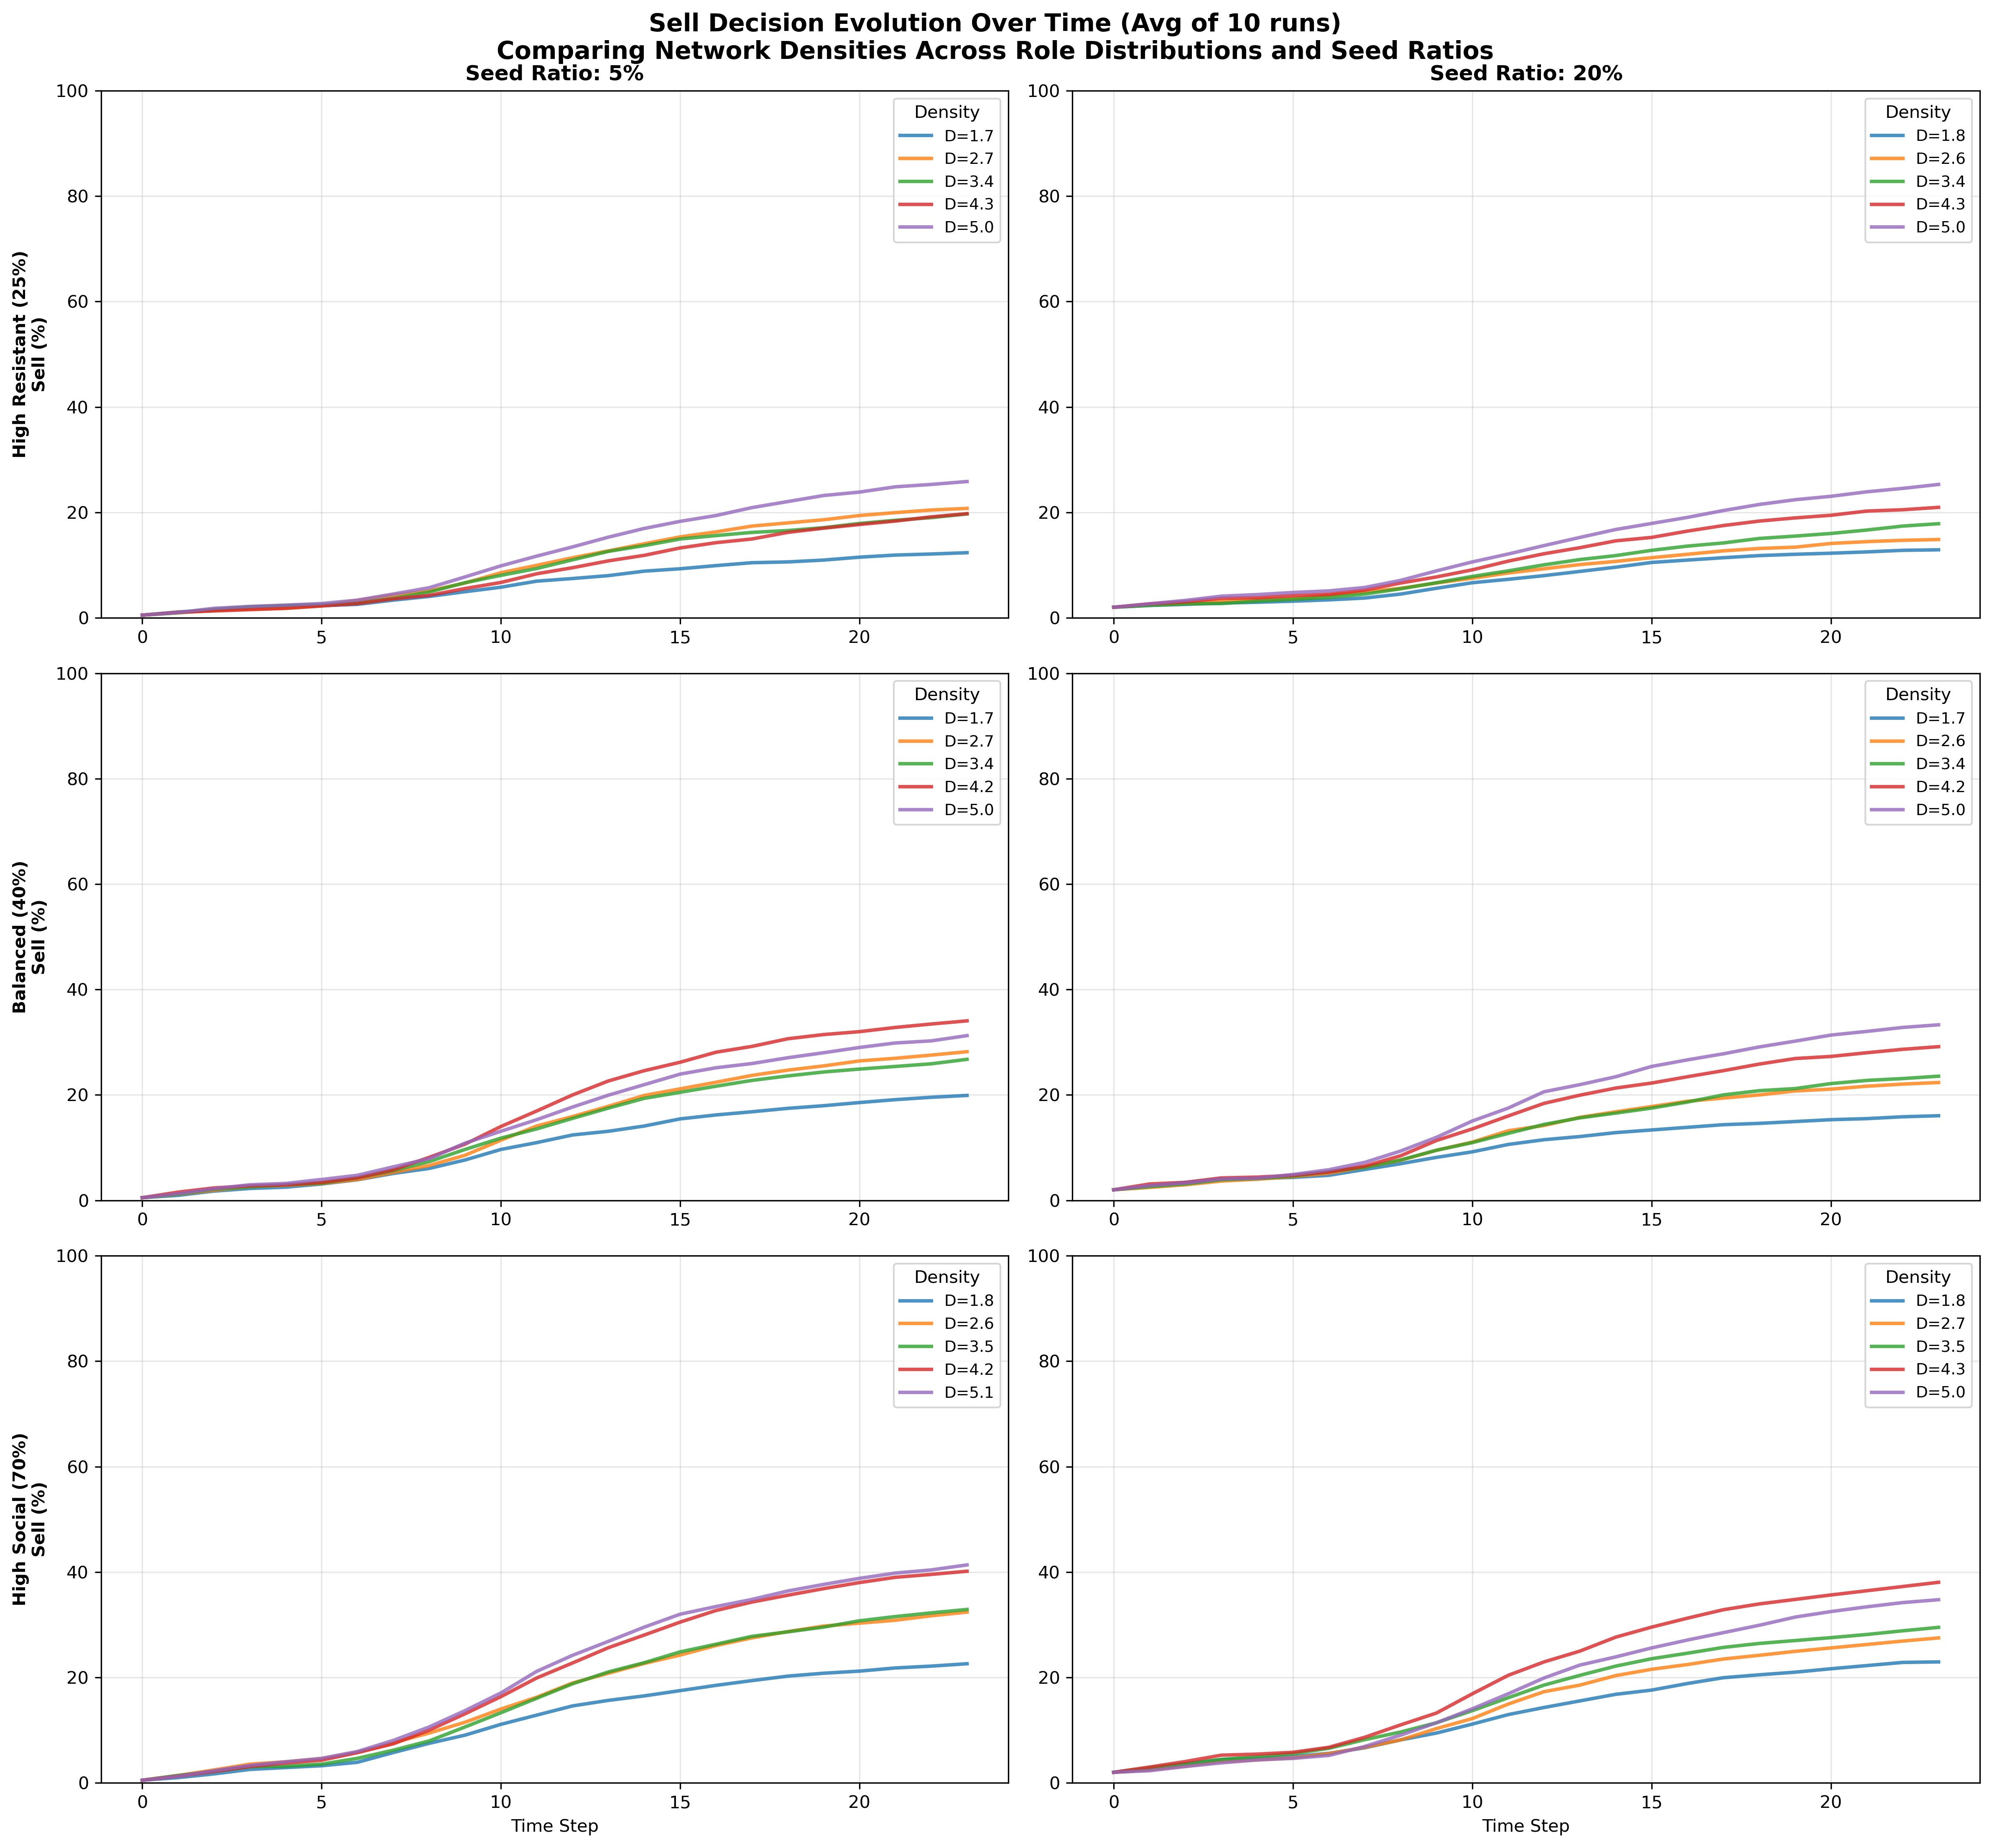 Sell Decision Evolution Over Time (Avg of 10 runs)
Comparing Network Densities Across Role Distributions and Seed Ratios
Seed Ratio: 5%
High Resistant (25%)
Sell (%)
100
80
60
40
20
0
0 5 10 15 20
Density
D=1.7
D=2.7
D=3.4
D=4.3
D=5.0
Seed Ratio: 20%
100
80
60
40
20
0
0 5 10 15 20
Density
D=1.8
D=2.6
D=3.4
D=4.3
D=5.0
Balanced (40%)
Sell (%)
100
80
60
40
20
0
0 5 10 15 20
Density
D=1.7
D=2.7
D=3.4
D=4.2
D=5.0
100
80
60
40
20
0
0 5 10 15 20
Density
D=1.7
D=2.6
D=3.4
D=4.2
D=5.0
High Social (70%)
Sell (%)
100
80
60
40
20
0
0 5 10 15 20
Time Step
Density
D=1.8
D=2.6
D=3.5
D=4.2
D=5.1
100
80
60
40
20
0
0 5 10 15 20
Time Step
Density
D=1.8
D=2.7
D=3.5
D=4.3
D=5.0